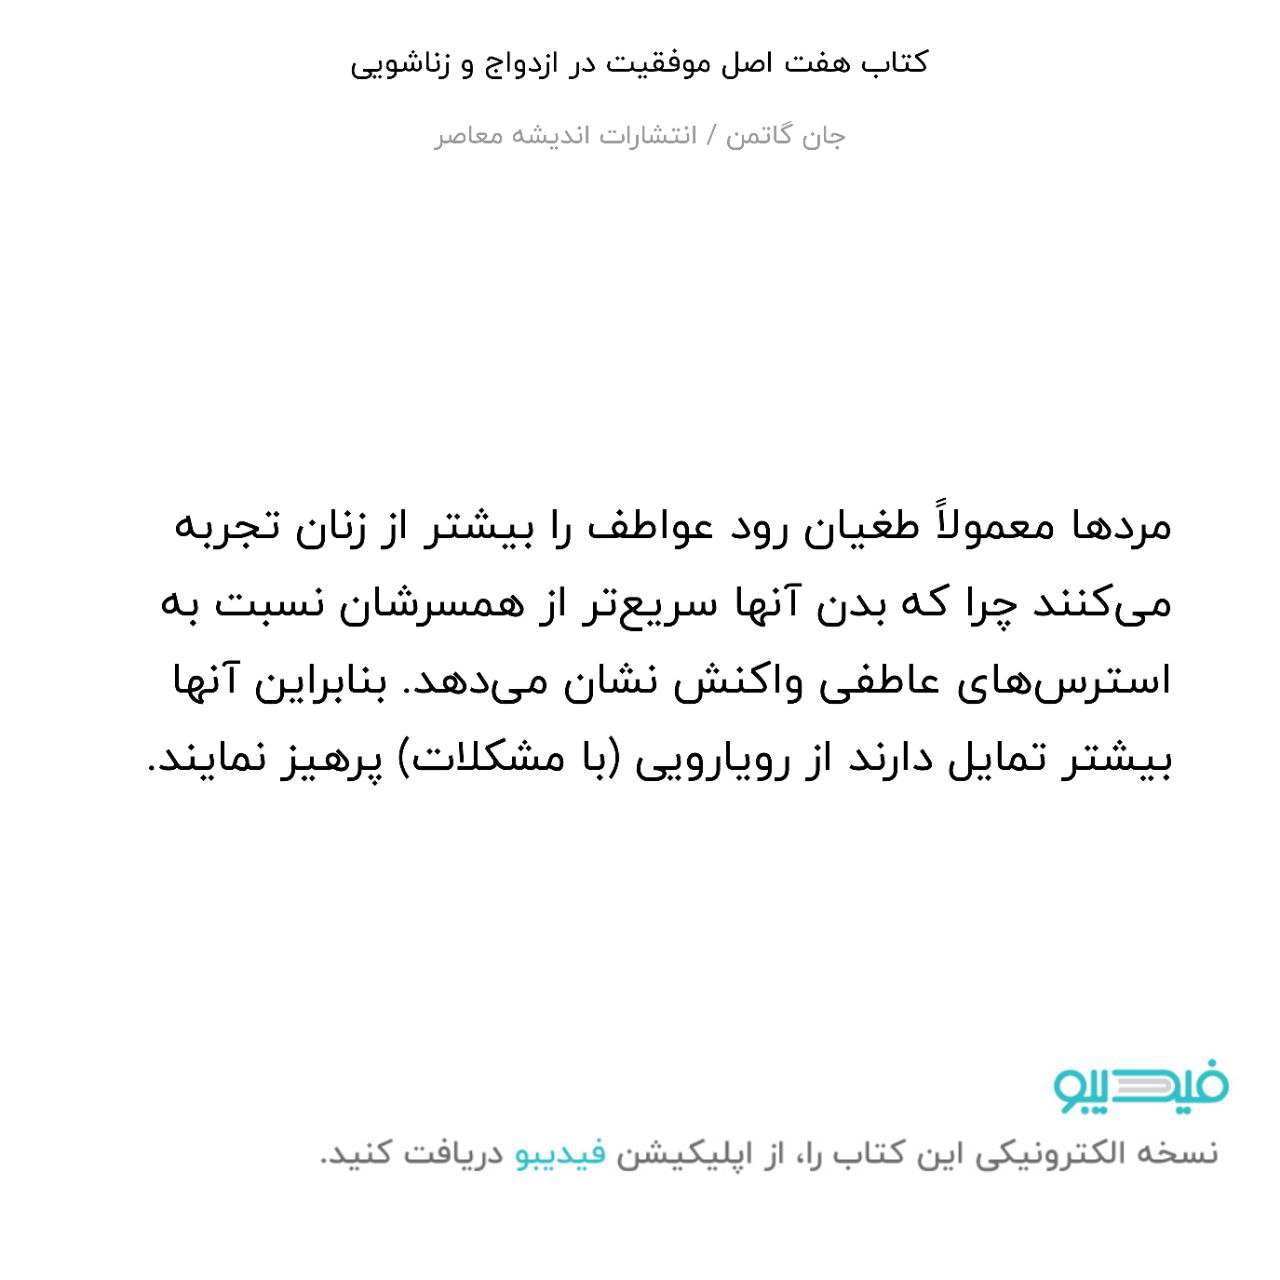 کتاب هفت اصل موفقیت در ازدواج و زناشویی
جان گاتمن / انتشارات اندیشه معاصر
مردها معمولاً طغیان رود عواطف را بیشتر از زنان تجربه
می‌کنند چرا که بدن آنها سریع‌تر از همسرشان نسبت به
استرس‌های عاطفی واکنش نشان می‌دهد. بنابراین آنها
بیشتر تمایل دارند از رویارویی (با مشکلات) پرهیز نمایند.
فیدیبو
نسخه الکترونیکی این کتاب را، از اپلیکیشن فیدیبو دریافت کنید.